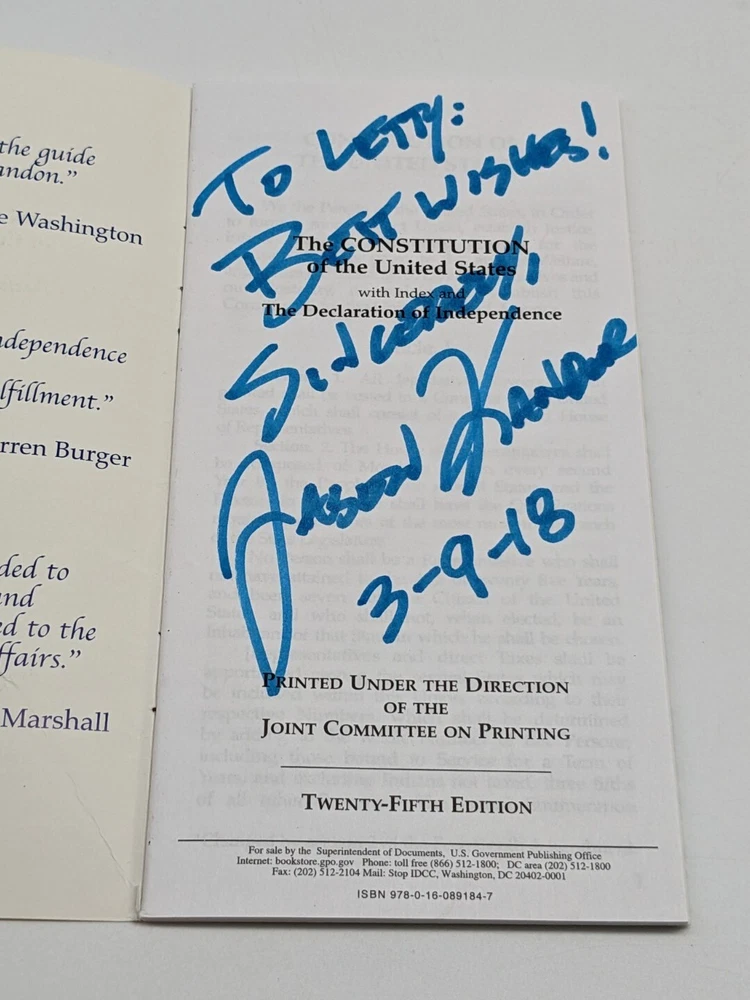 the guide
andon.”
e Washington
dependence
lfillment.”
rren Burger
ded to
nd
ed to the
ffairs.”
Marshall
TO LETTY:
BEST WISHES!
The CONSTITUTION
of the United States
with Index and
The Declaration of Independence
SINCERELY,
JASON KANDER
3-9-18
PRINTED UNDER THE DIRECTION
OF THE
JOINT COMMITTEE ON PRINTING
TWENTY-FIFTH EDITION
For sale by the Superintendent of Documents, U.S. Government Publishing Office
Internet: bookstore.gpo.gov Phone: toll free (866) 512-1800; DC area (202) 512-1800
Fax: (202) 512-2104 Mail: Stop IDCC, Washington, DC 20402-0001
ISBN 978-0-16-089184-7